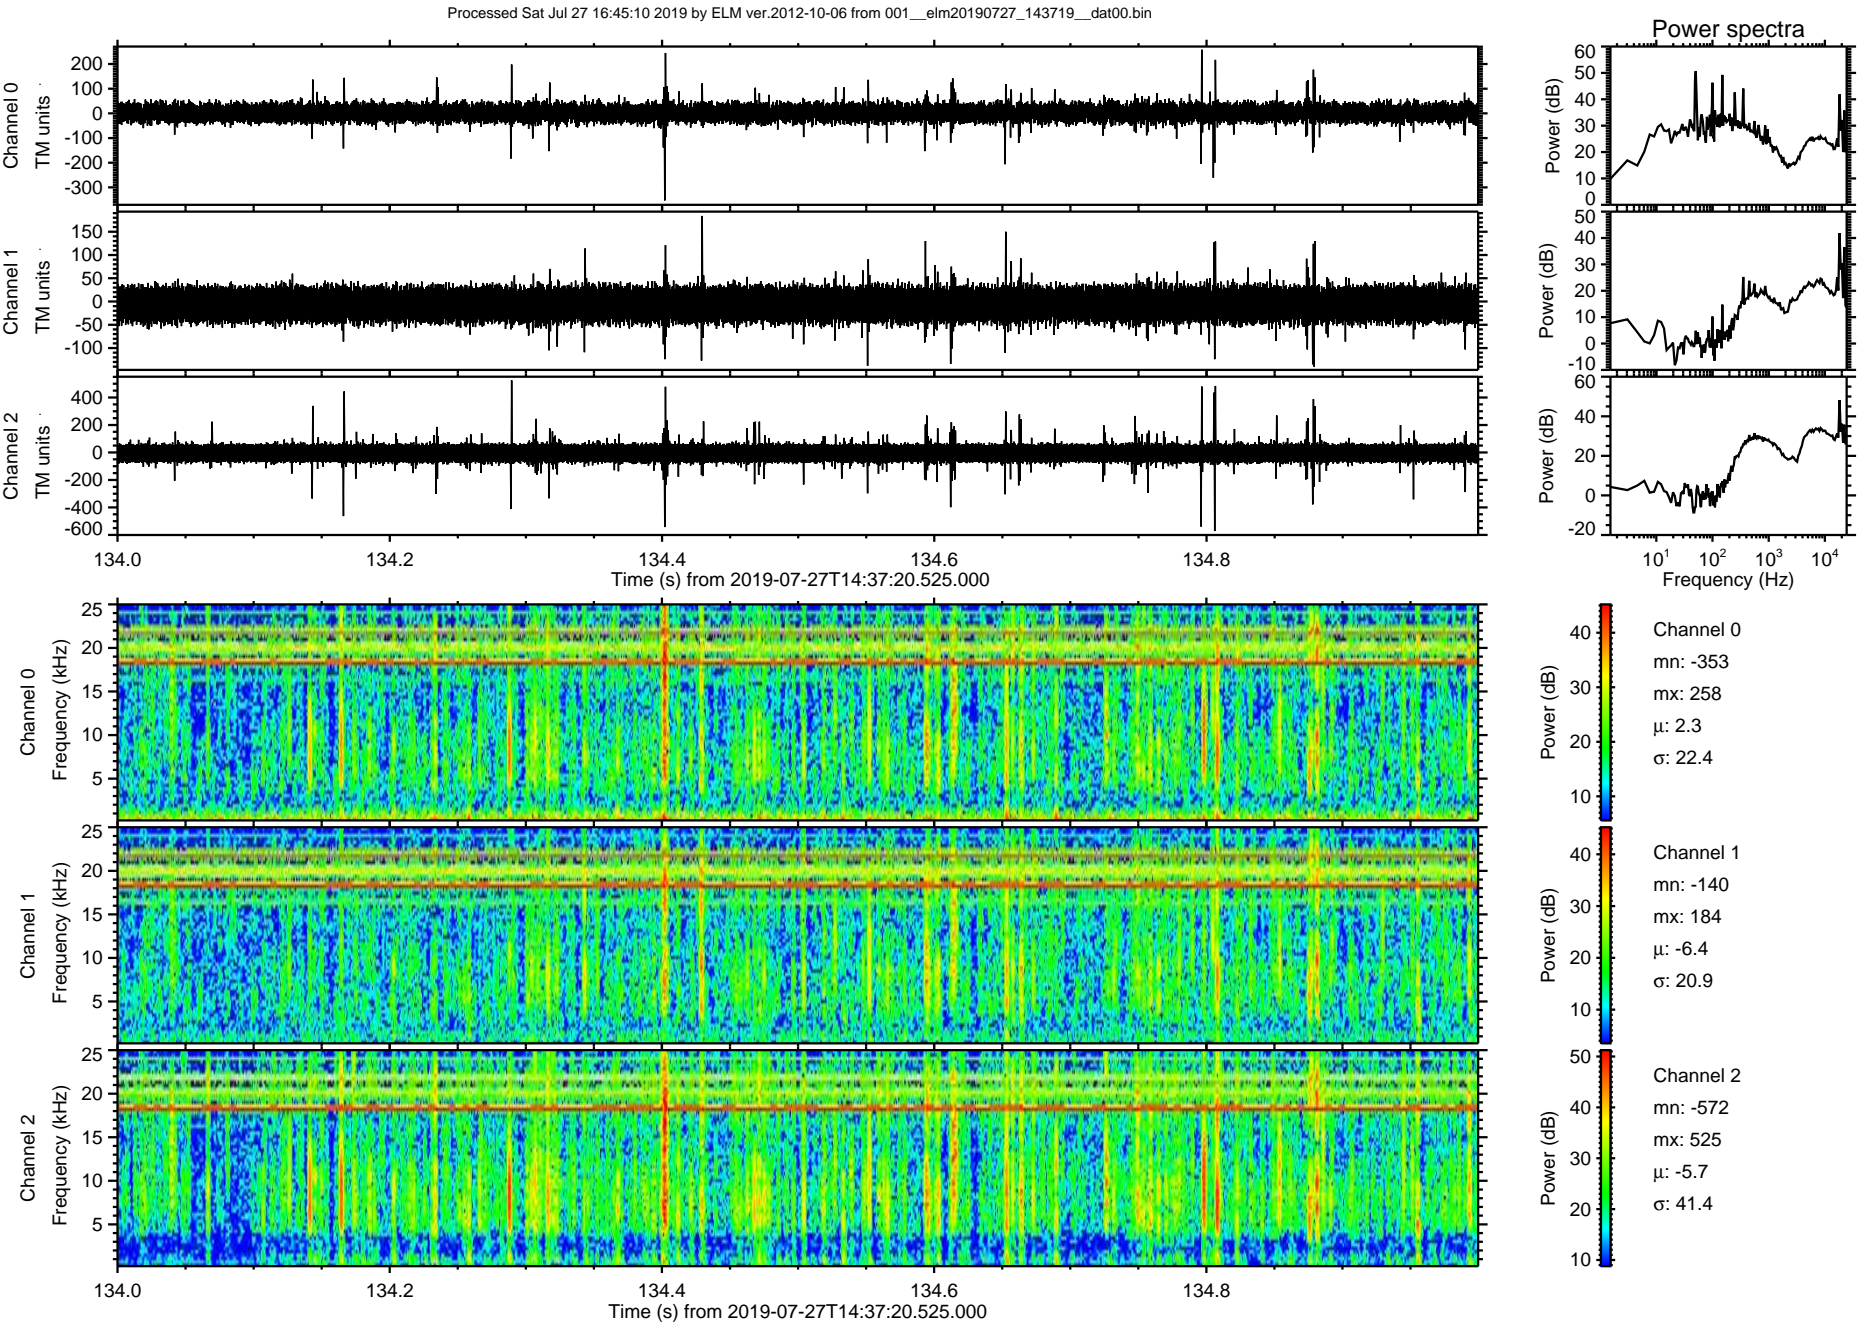 Processed Sat Jul 27 16:45:10 2019 by ELM ver.2012-10-06 from 001__elm20190727_143719__dat00.bin
Power spectra
Channel 0
TM units
200
100
0
-100
-200
-300
Power (dB)
60
50
40
30
20
10
0
Channel 1
TM units
150
100
50
0
-50
-100
Power (dB)
50
40
30
20
10
0
-10
Channel 2
TM units
400
200
0
-200
-400
-600
Power (dB)
60
40
20
0
-20
134.0 134.2 134.4 134.6 134.8
Time (s) from 2019-07-27T14:37:20.525.000
10^1 10^2 10^3 10^4
Frequency (Hz)
Channel 0
Frequency (kHz)
25
20
15
10
5
Power (dB)
40
30
20
10
Channel 0
mn: -353
mx: 258
μ: 2.3
σ: 22.4
Channel 1
Frequency (kHz)
25
20
15
10
5
Power (dB)
40
30
20
10
Channel 1
mn: -140
mx: 184
μ: -6.4
σ: 20.9
Channel 2
Frequency (kHz)
25
20
15
10
5
Power (dB)
50
40
30
20
10
Channel 2
mn: -572
mx: 525
μ: -5.7
σ: 41.4
134.0 134.2 134.4 134.6 134.8
Time (s) from 2019-07-27T14:37:20.525.000